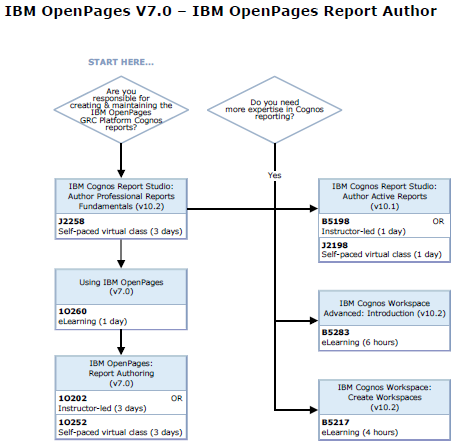 IBM OpenPages V7.0 – IBM OpenPages Report Author
START HERE...
Are you
responsible for
creating & maintaining the
IBM OpenPages
GRC Platform Cognos
reports?
Do you need
more expertise in Cognos
reporting?
Yes
IBM Cognos Report Studio:
Author Professional Reports
Fundamentals (v10.2)
J2258
Self-paced virtual class (3 days)
IBM Cognos Report Studio:
Author Active Reports
(v10.1)
B5198 OR
Instructor-led (1 day)
J2198
Self-paced virtual class (1 day)
Using IBM OpenPages
(v7.0)
1O260
eLearning (1 day)
IBM Cognos Workspace
Advanced: Introduction (v10.2)
B5283
eLearning (6 hours)
IBM OpenPages:
Report Authoring
(v7.0)
1O202 OR
Instructor-led (3 days)
1O252
Self-paced virtual class (3 days)
IBM Cognos Workspace:
Create Workspaces
(v10.2)
B5217
eLearning (4 hours)